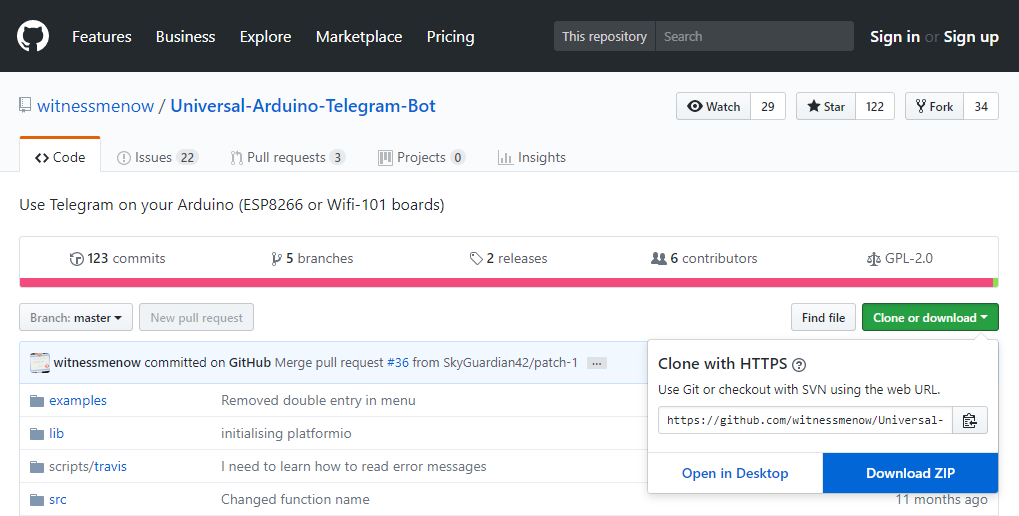 Features Business Explore Marketplace Pricing This repository Search Sign in or Sign up
witnessmenow / Universal-Arduino-Telegram-Bot Watch 29 Star 122 Fork 34
Code Issues 22 Pull requests 3 Projects 0 Insights
Use Telegram on your Arduino (ESP8266 or Wifi-101 boards)
123 commits 5 branches 2 releases 6 contributors GPL-2.0
Branch: master New pull request Find file Clone or download
witnessmenow committed on GitHub Merge pull request #36 from SkyGuardian42/patch-1 ...
Clone with HTTPS ?
Use Git or checkout with SVN using the web URL.
https://github.com/witnessmenow/Universal-
Open in Desktop Download ZIP
examples Removed double entry in menu
lib initialising platformio
scripts/travis I need to learn how to read error messages
src Changed function name 11 months ago